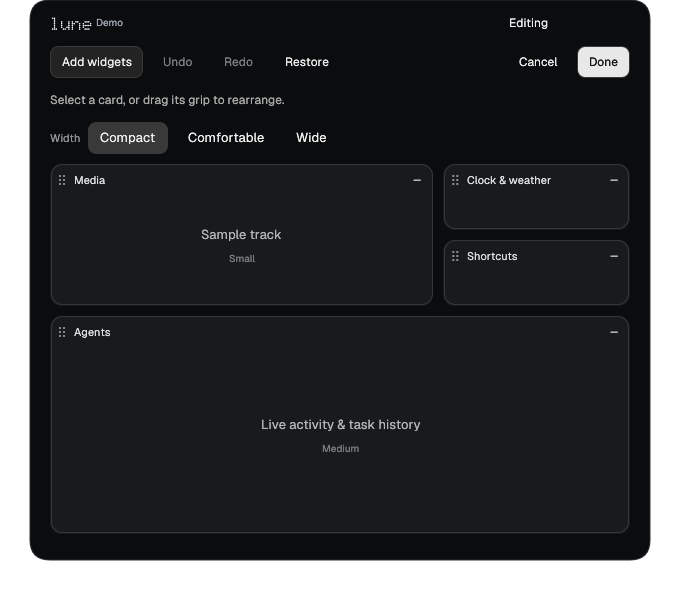 lune Demo
Editing
Add widgets Undo Redo Restore Cancel Done
Select a card, or drag its grip to rearrange.
Width Compact Comfortable Wide
Media
Sample track
Small
Clock & weather
Shortcuts
Agents
Live activity & task history
Medium